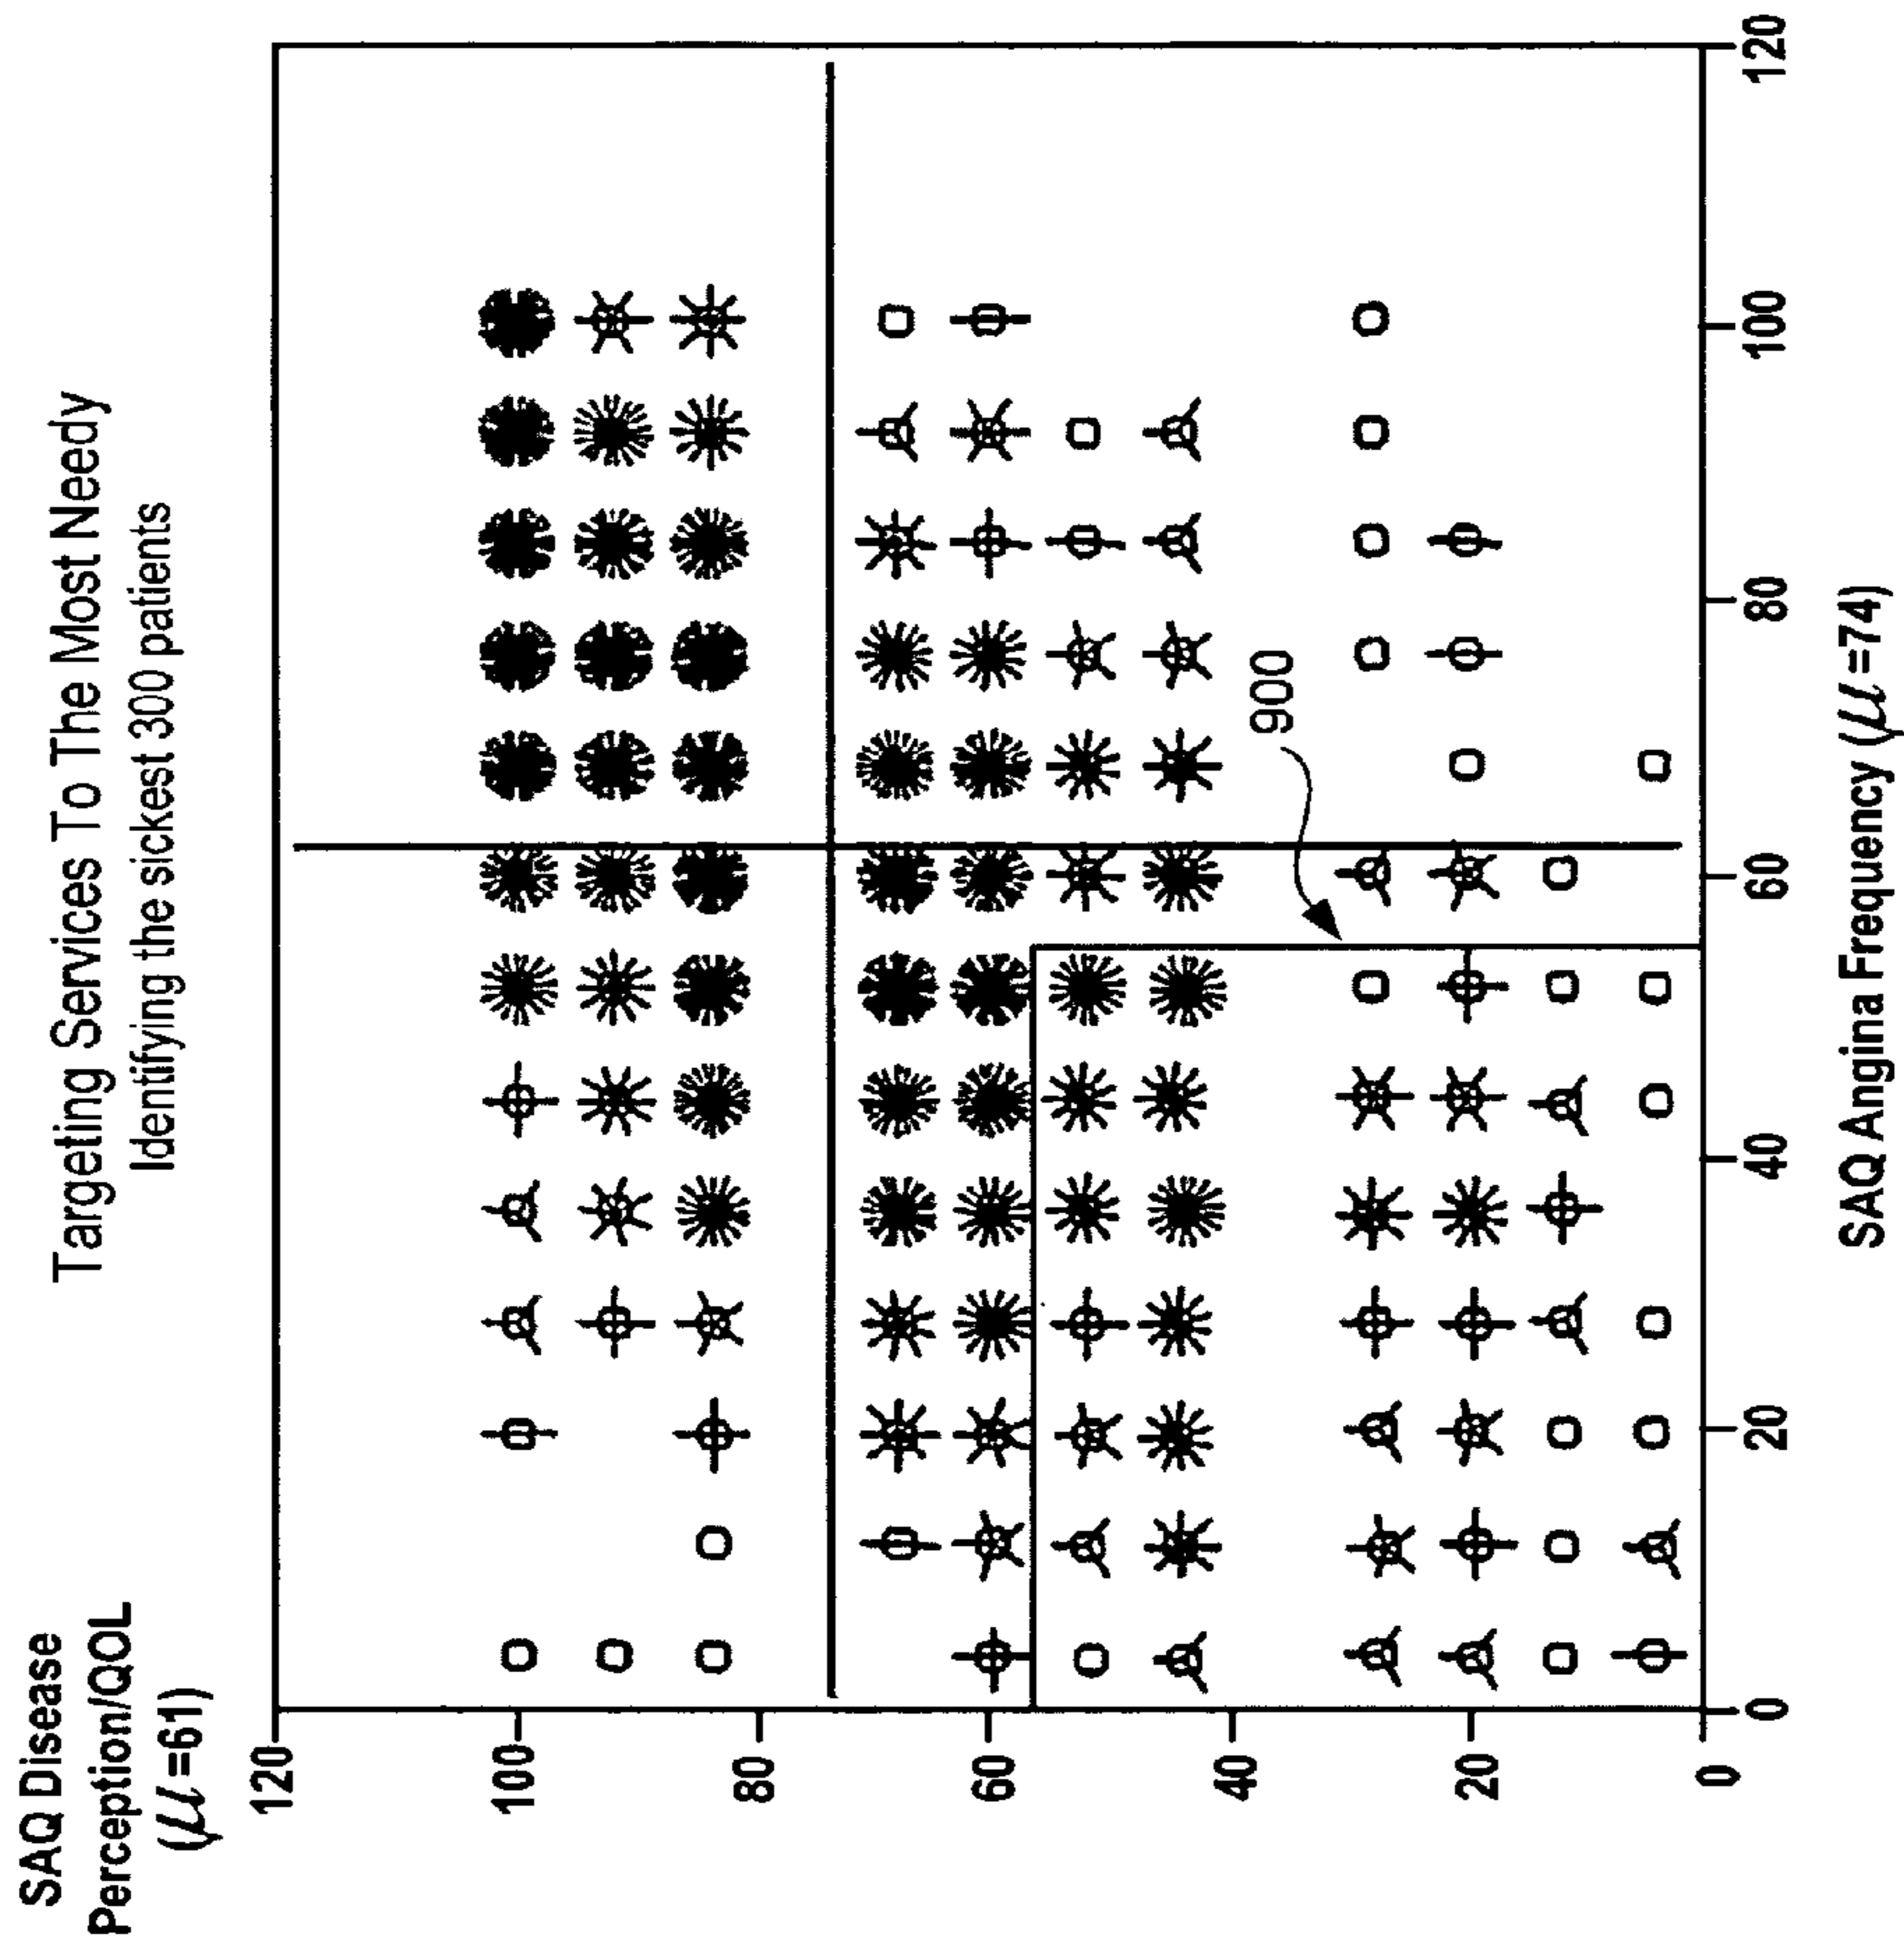 Targeting Services To The Most Needy
Identifying the sickest 300 patients
SAQ Disease
Perception/QOL
(μ=61)
120
100
80
60
40
20
0
900
0
20
40
60
80
100
120
SAQ Angina Frequency (μ=74)